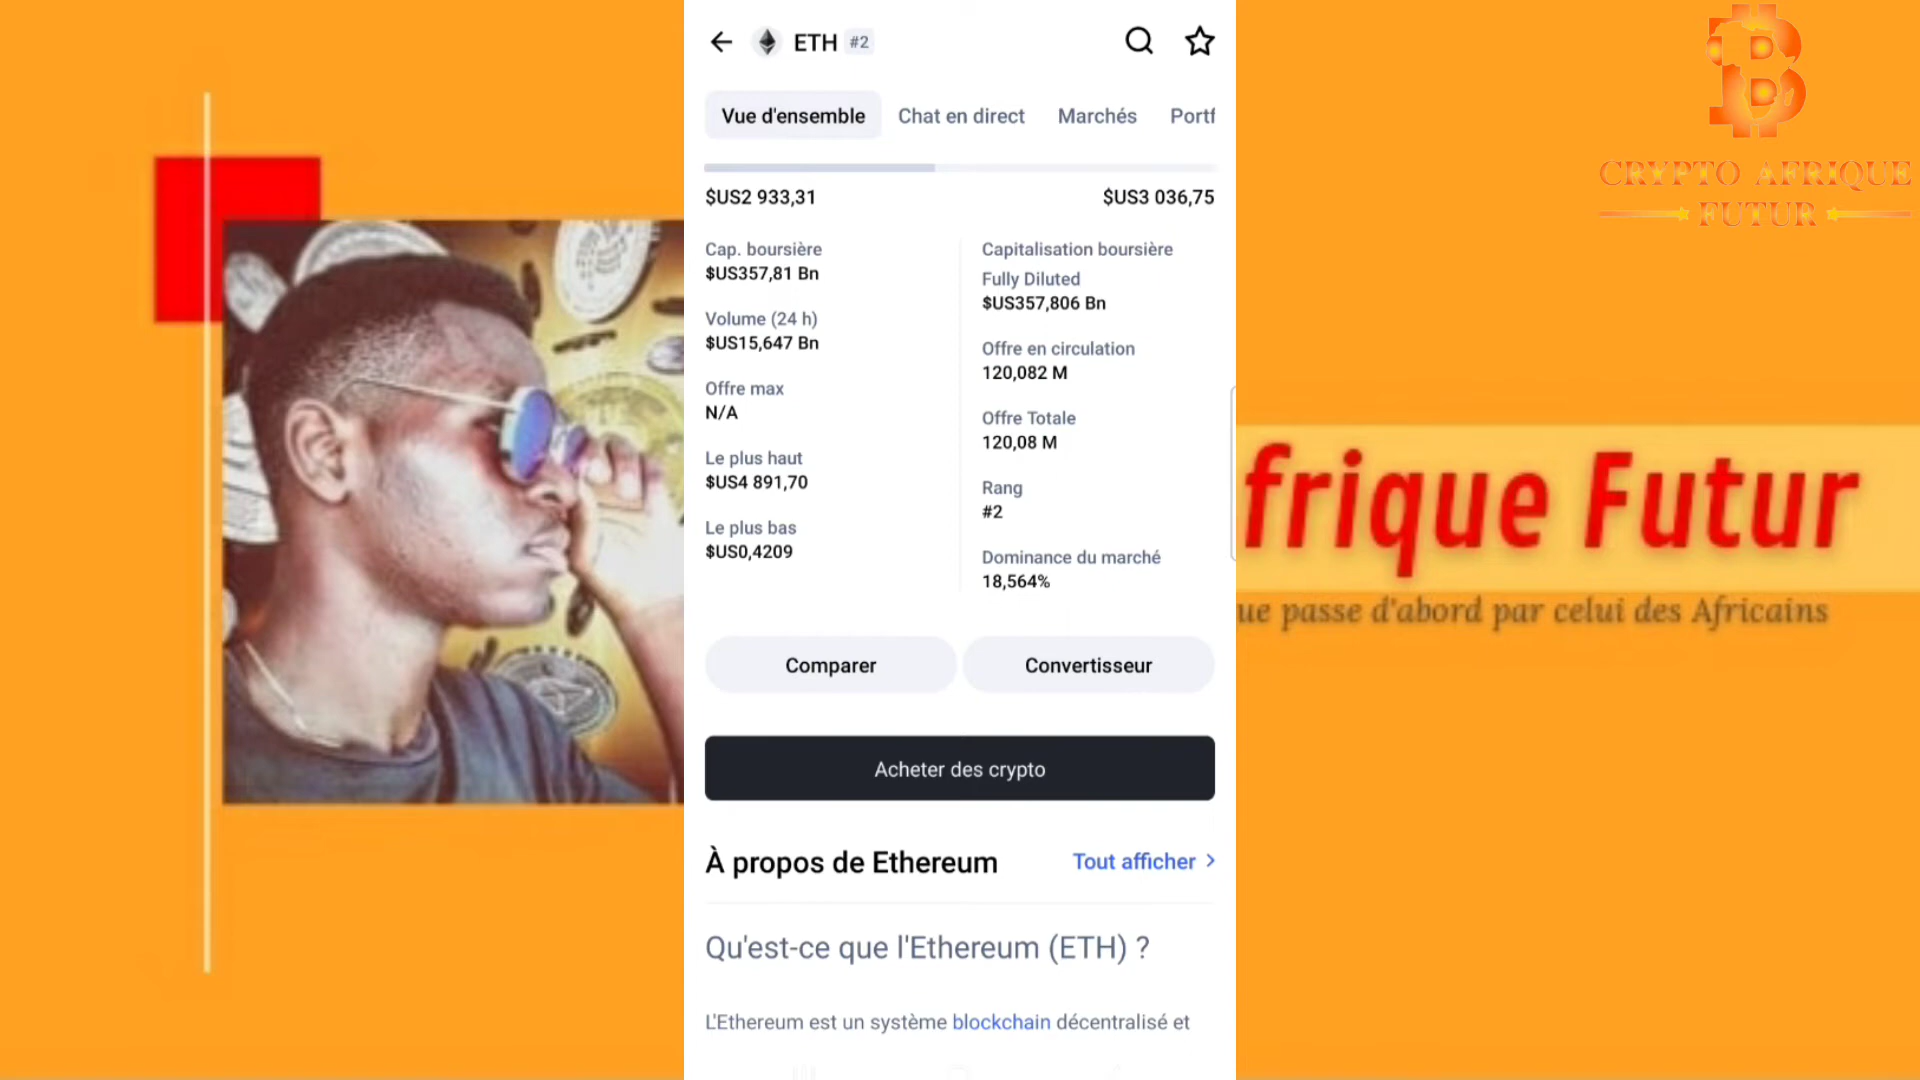 ETH #2
Vue d'ensemble Chat en direct Marchés Portf
$US2 933,31 $US3 036,75
Cap. boursière
$US357,81 Bn
Volume (24 h)
$US15,647 Bn
Offre max
N/A
Le plus haut
$US4 891,70
Le plus bas
$US0,4209
Capitalisation boursière
Fully Diluted
$US357,806 Bn
Offre en circulation
120,082 M
Offre Totale
120,08 M
Rang
#2
Dominance du marché
18,564%
Comparer Convertisseur
Acheter des crypto
À propos de Ethereum Tout afficher
Qu'est-ce que l'Ethereum (ETH) ?
L'Ethereum est un système blockchain décentralisé et
CRYPTO AFRIQUE
FUTUR
frique Futur
ue passe d'abord par celui des Africains